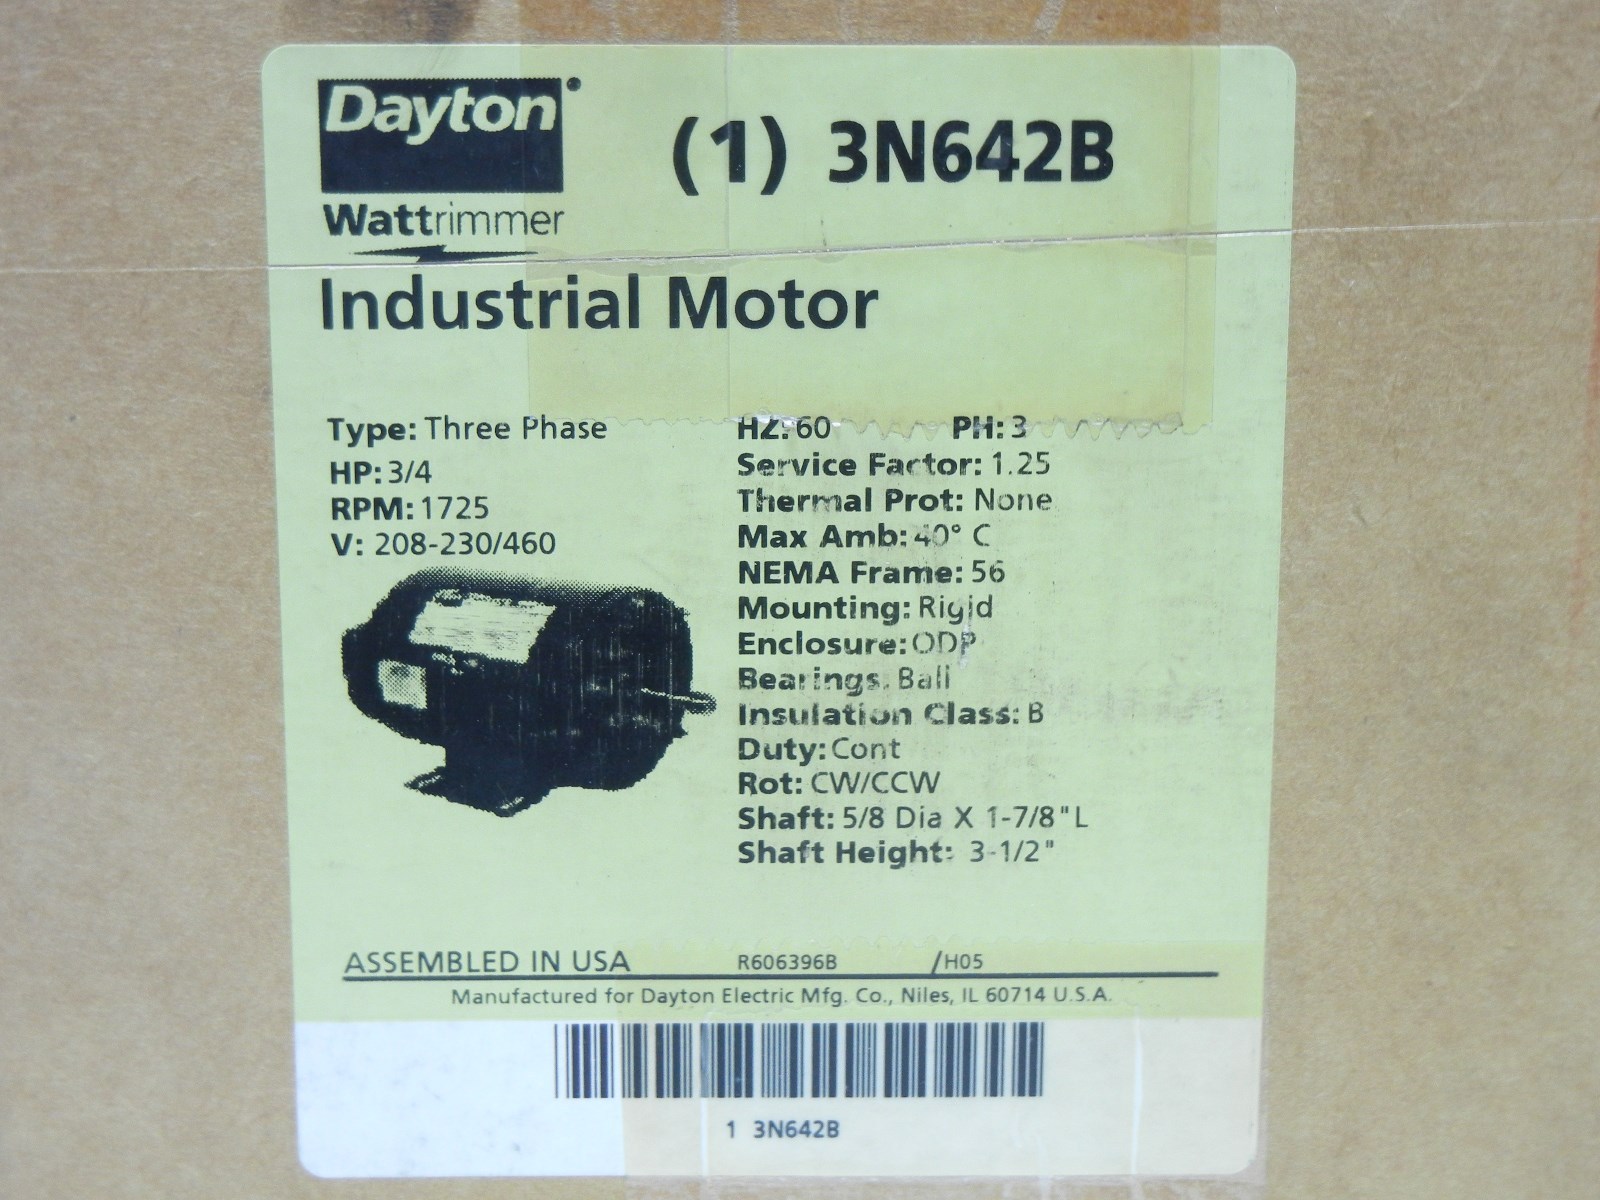 Dayton®
(1) 3N642B
Wattrimmer
Industrial Motor
Type: Three Phase
HP: 3/4
RPM: 1725
V: 208-230/460
HZ: 60 PH: 3
Service Factor: 1.25
Thermal Prot: None
Max Amb: 40° C
NEMA Frame: 56
Mounting: Rigid
Enclosure: ODP
Bearings: Ball
Insulation Class: B
Duty: Cont
Rot: CW/CCW
Shaft: 5/8 Dia X 1-7/8" L
Shaft Height: 3-1/2"
ASSEMBLED IN USA R606396B /H05
Manufactured for Dayton Electric Mfg. Co., Niles, IL 60714 U.S.A.
1 3N642B